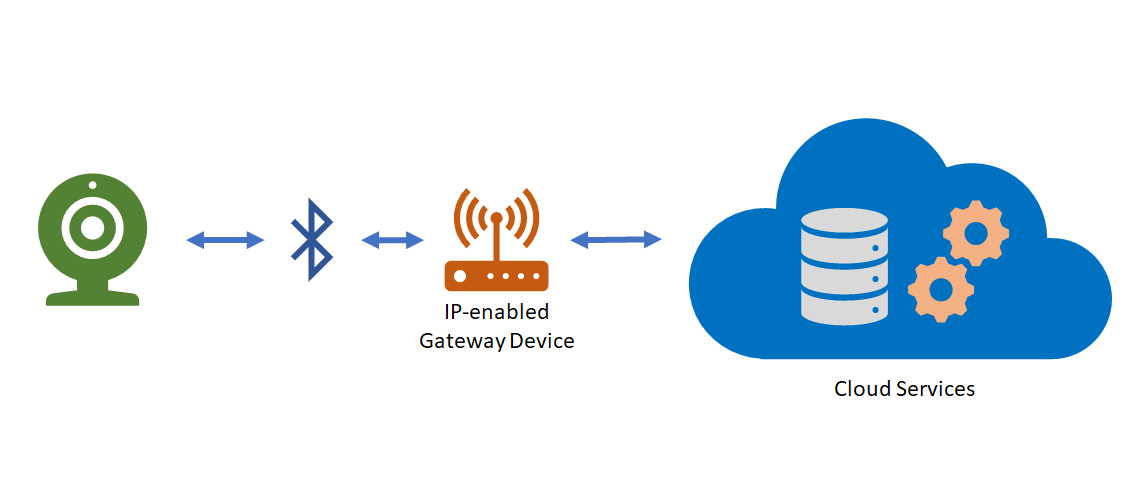 IP-enabled
Gateway Device
Cloud Services